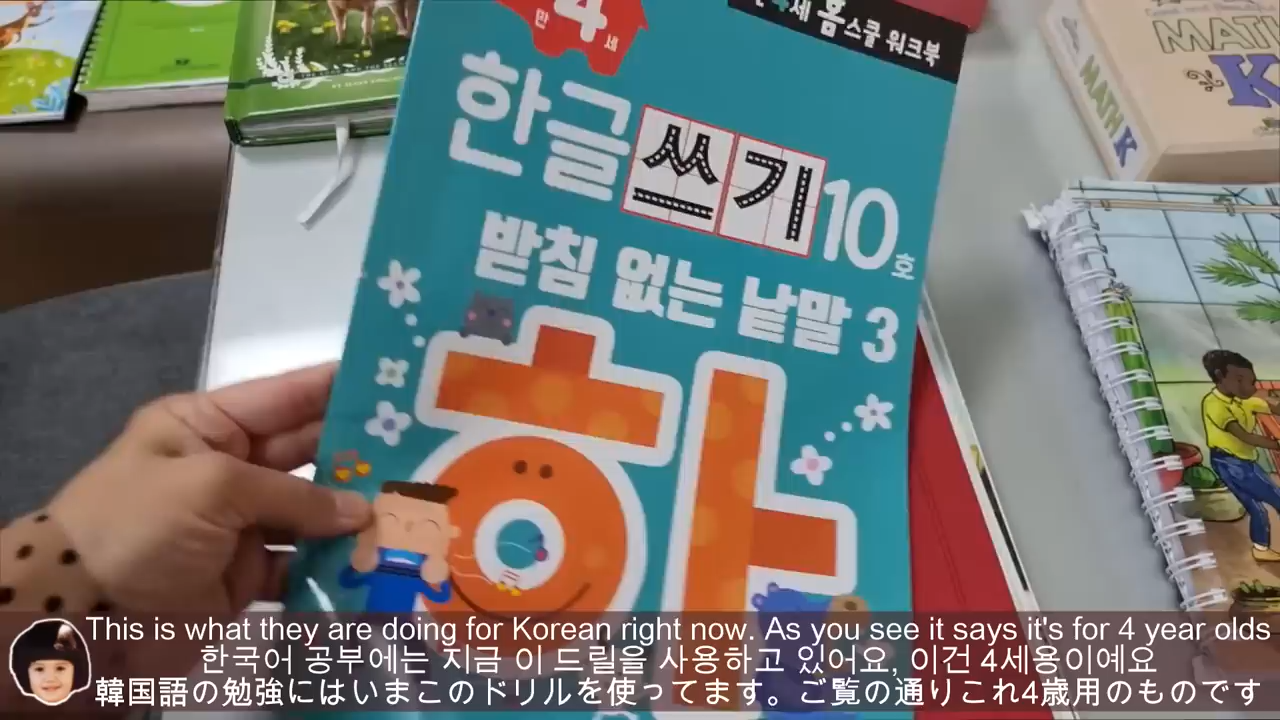 만 4 세
4세 홈스쿨 워크북
한글 쓰기 10호
받침 없는 낱말 3
하
MATH
K
MATH K
This is what they are doing for Korean right now. As you see it says it's for 4 year olds
한국어 공부에는 지금 이 드릴을 사용하고 있어요, 이건 4세용이예요
韓国語の勉強にはいまこのドリルを使ってます。ご覧の通りこれ4歳用のものです